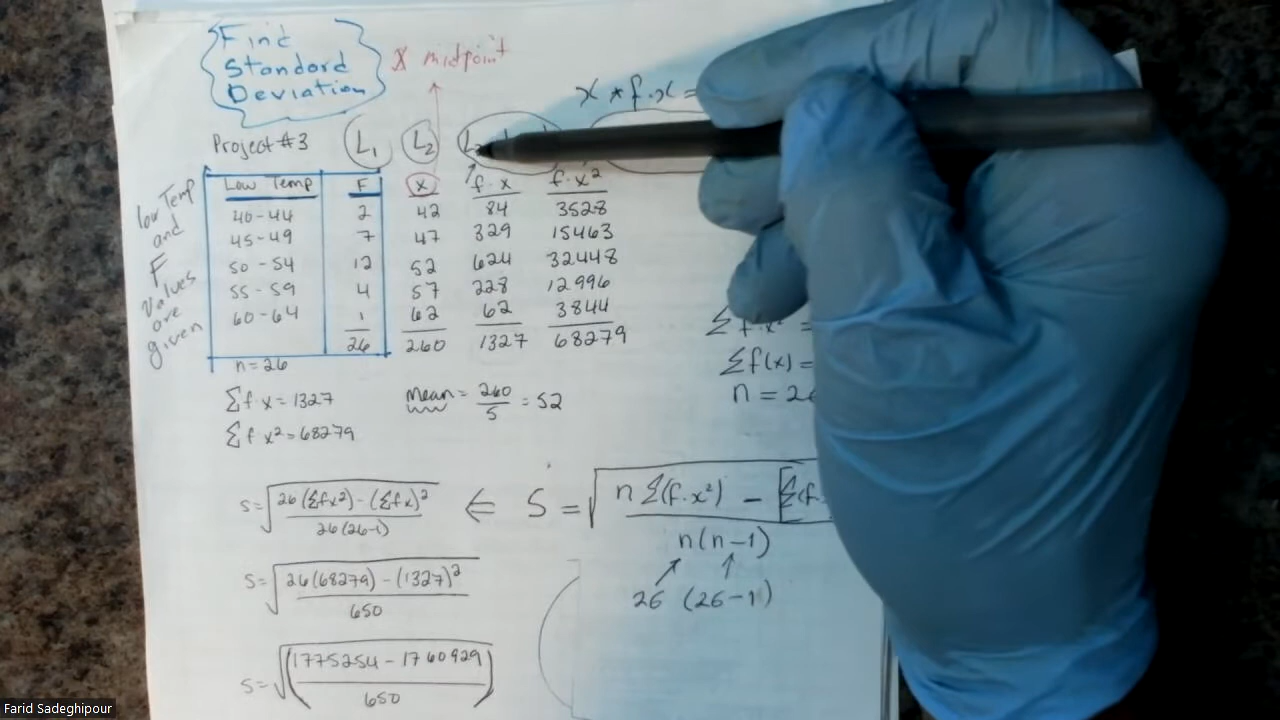 Find
Standard
Deviation
X midpoint
x * f·x =
Project #3 L₁ L₂
low Temp
and
F
values
are
given
Low Temp F x f·x f·x²
40-44 2 42 84 3528
45-49 7 47 329 15463
50-54 12 52 624 32448
55-59 4 57 228 12996
60-64 1 62 62 3844
26 260 1327 68279
n=26
Σf x = 1327
Σf x² = 68279
mean = 260/5 = 52
Σ f·x² =
Σf(x) =
n = 26
S=√(26(Σfx²) - (Σfx)² / 26(26-1)) ⇐ S = √(n Σ(f·x²) - [Σ(f· / n(n-1)
26 (26-1)
S=√(26(68279) - (1327)² / 650)
S=√((1775254 - 1760929 / 650))
Farid Sadeghipour